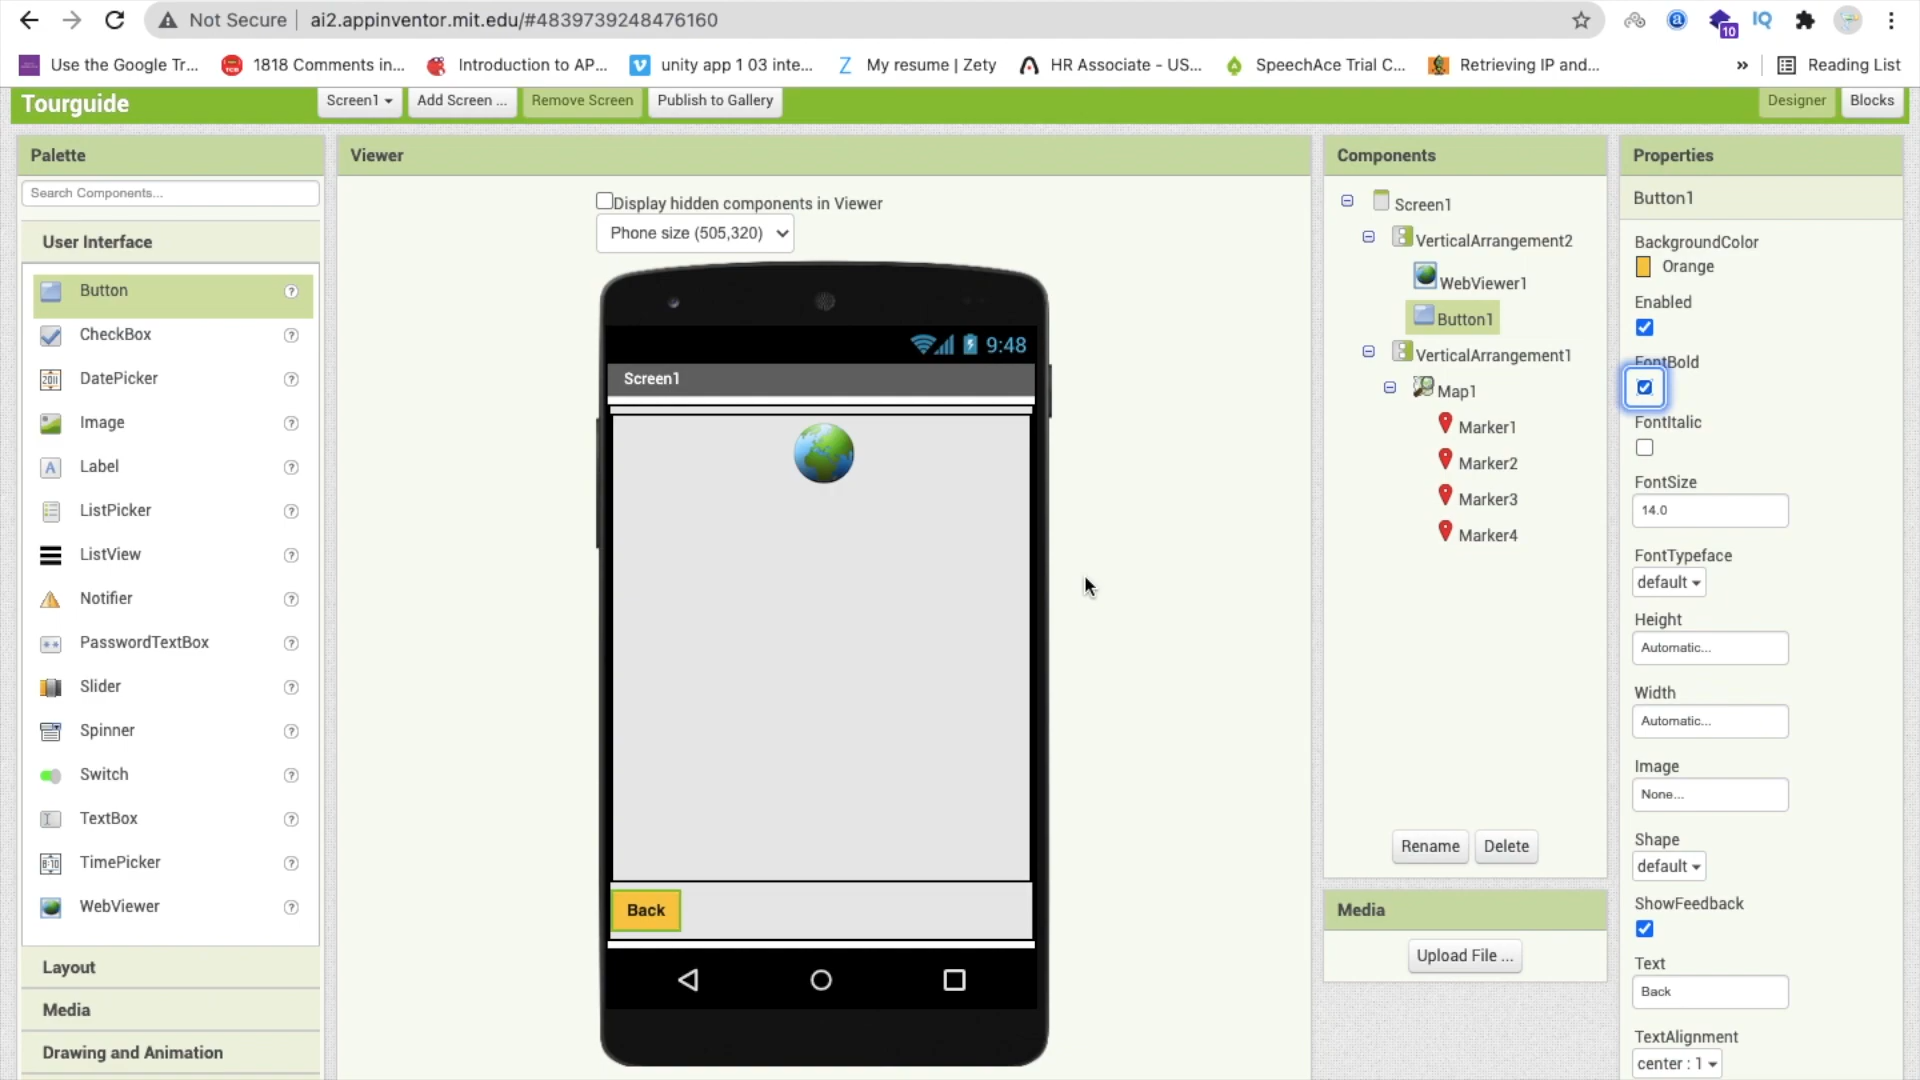 Not Secure
ai2.appinventor.mit.edu/#4839739248476160
10
IQ
Use the Google Tr...
1818 Comments in...
Introduction to AP...
unity app 1 03 inte...
My resume | Zety
HR Associate - US...
SpeechAce Trial C...
Retrieving IP and...
»
Reading List
Tourguide
Screen1
Add Screen ...
Remove Screen
Publish to Gallery
Designer
Blocks
Palette
Search Components...
User Interface
Button
CheckBox
DatePicker
Image
Label
ListPicker
ListView
Notifier
PasswordTextBox
Slider
Spinner
Switch
TextBox
TimePicker
WebViewer
Layout
Media
Drawing and Animation
Viewer
Display hidden components in Viewer
Phone size (505,320)
9:48
Screen1
Back
Components
Screen1
VerticalArrangement2
WebViewer1
Button1
VerticalArrangement1
Map1
Marker1
Marker2
Marker3
Marker4
Rename
Delete
Media
Upload File ...
Properties
Button1
BackgroundColor
Orange
Enabled
FontBold
FontItalic
FontSize
14.0
FontTypeface
default
Height
Automatic...
Width
Automatic...
Image
None...
Shape
default
ShowFeedback
Text
Back
TextAlignment
center : 1